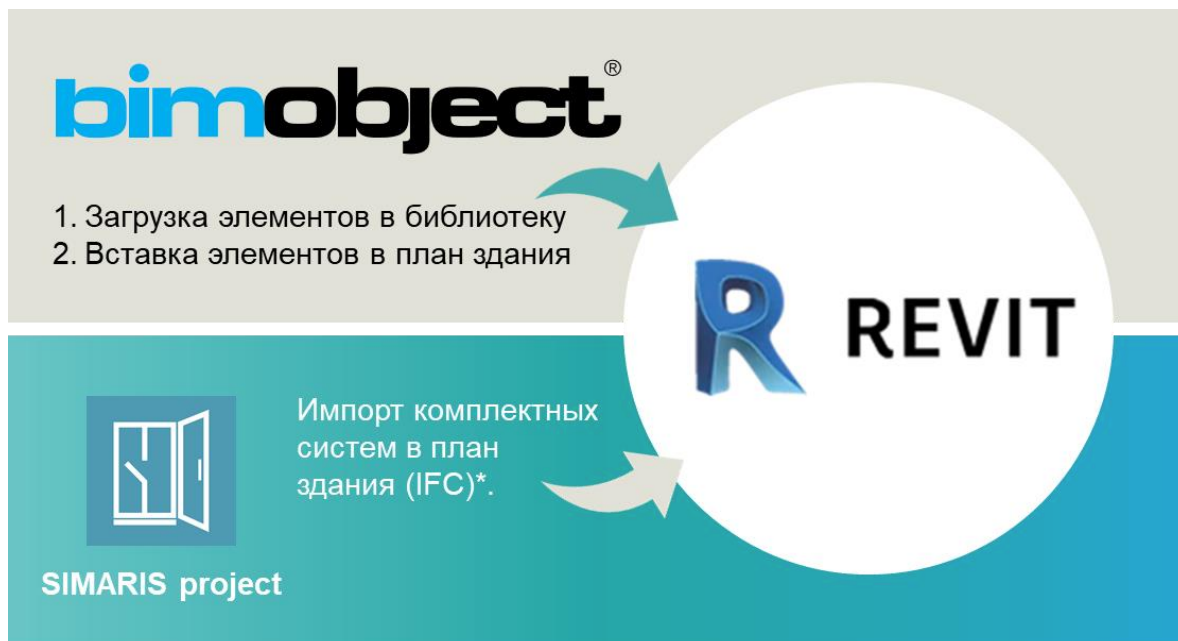 bimobject®
1. Загрузка элементов в библиотеку
2. Вставка элементов в план здания
REVIT
Импорт комплектных
систем в план
здания (IFC)*.
SIMARIS project